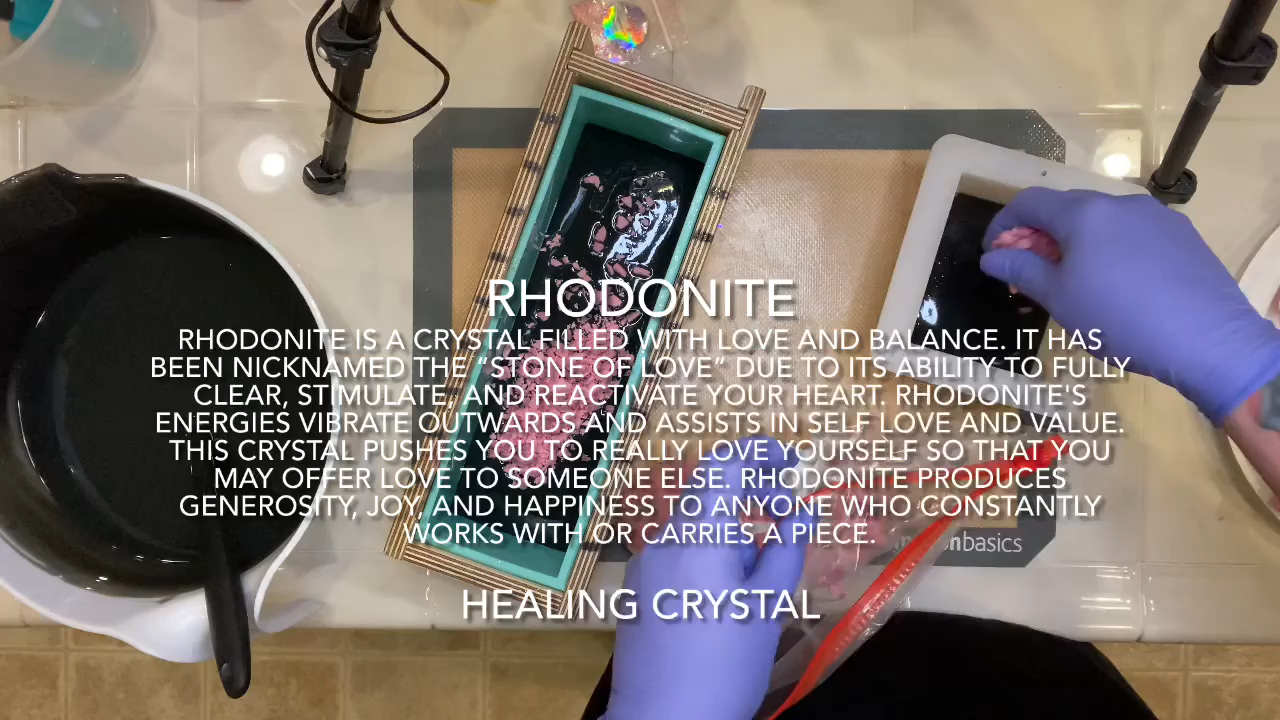 RHODONITE
RHODONITE IS A CRYSTAL FILLED WITH LOVE AND BALANCE. IT HAS
BEEN NICKNAMED THE “STONE OF LOVE” DUE TO ITS ABILITY TO FULLY
CLEAR, STIMULATE, AND REACTIVATE YOUR HEART. RHODONITE'S
ENERGIES VIBRATE OUTWARDS AND ASSISTS IN SELF LOVE AND VALUE.
THIS CRYSTAL PUSHES YOU TO REALLY LOVE YOURSELF SO THAT YOU
MAY OFFER LOVE TO SOMEONE ELSE. RHODONITE PRODUCES
GENEROSITY, JOY, AND HAPPINESS TO ANYONE WHO CONSTANTLY
WORKS WITH OR CARRIES A PIECE.
basics
HEALING CRYSTAL